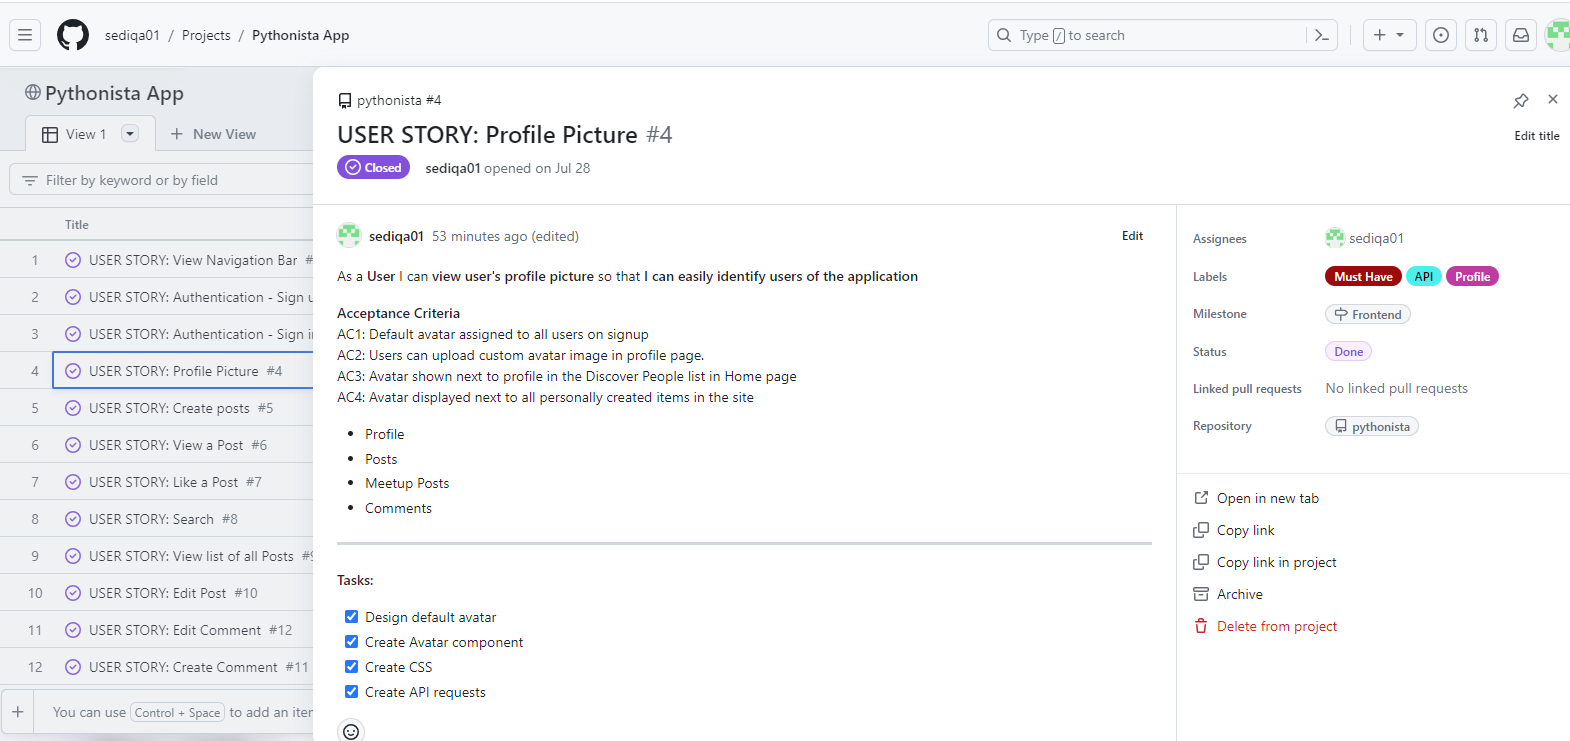 sediqa01 / Projects / Pythonista App
Type / to search
Pythonista App
View 1
New View
Filter by keyword or by field
Title
1 USER STORY: View Navigation Bar #
2 USER STORY: Authentication - Sign
3 USER STORY: Authentication - Sign
4 USER STORY: Profile Picture #4
5 USER STORY: Create posts #5
6 USER STORY: View a Post #6
7 USER STORY: Like a Post #7
8 USER STORY: Search #8
9 USER STORY: View list of all Posts #9
10 USER STORY: Edit Post #10
11 USER STORY: Edit Comment #12
12 USER STORY: Create Comment #11
You can use Control + Space to add an
pythonista #4
USER STORY: Profile Picture #4
Edit title
Closed
sediqa01 opened on Jul 28
sediqa01 53 minutes ago (edited)
Edit
As a User I can view user's profile picture so that I can easily identify users of the application
Acceptance Criteria
AC1: Default avatar assigned to all users on signup
AC2: Users can upload custom avatar image in profile page.
AC3: Avatar shown next to profile in the Discover People list in Home page
AC4: Avatar displayed next to all personally created items in the site
Profile
Posts
Meetup Posts
Comments
Tasks:
Design default avatar
Create Avatar component
Create CSS
Create API requests
Assignees sediqa01
Labels Must Have API Profile
Milestone Frontend
Status Done
Linked pull requests No linked pull requests
Repository pythonista
Open in new tab
Copy link
Copy link in project
Archive
Delete from project